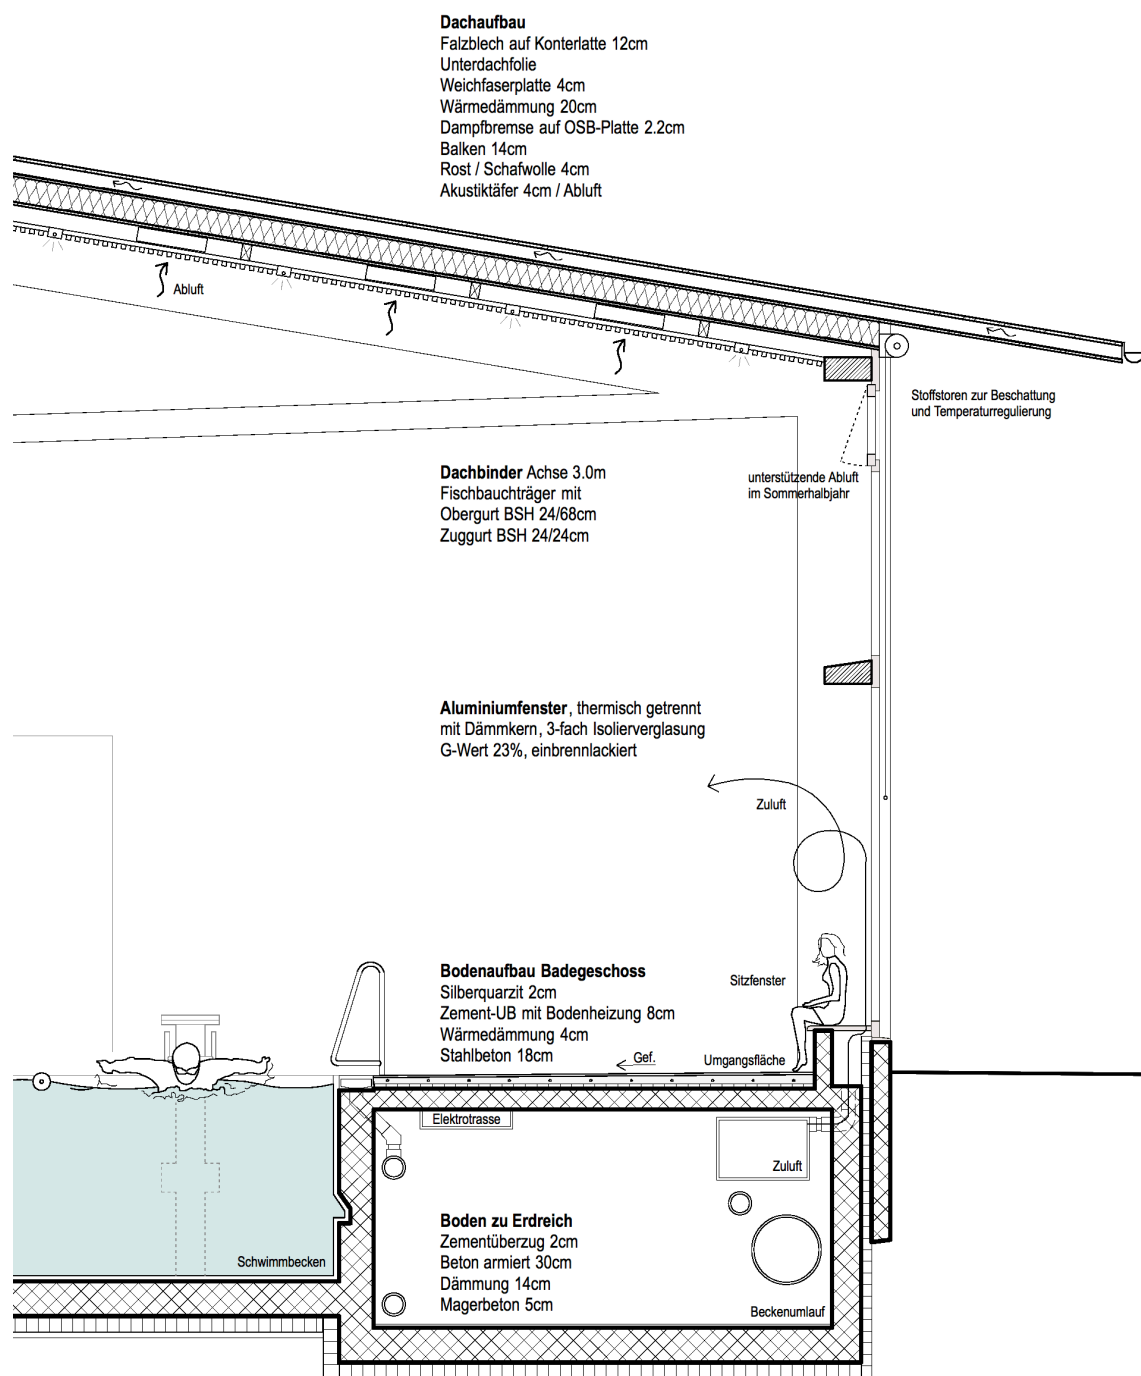 Dachaufbau
Falzblech auf Konterlatte 12cm
Unterdachfolie
Weichfaserplatte 4cm
Wärmedämmung 20cm
Dampfbremse auf OSB-Platte 2.2cm
Balken 14cm
Rost / Schafwolle 4cm
Akustiktäfer 4cm / Abluft
Abluft
Stoffstoren zur Beschattung
und Temperaturregulierung
unterstützende Abluft
im Sommerhalbjahr
Dachbinder Achse 3.0m
Fischbauchträger mit
Obergurt BSH 24/68cm
Zuggurt BSH 24/24cm
Aluminiumfenster, thermisch getrennt
mit Dämmkern, 3-fach Isolierverglasung
G-Wert 23%, einbrennlackiert
Zuluft
Bodenaufbau Badegeschoss
Silberquarzit 2cm
Zement-UB mit Bodenheizung 8cm
Wärmedämmung 4cm
Stahlbeton 18cm
Sitzfenster
Gef.
Umgangsfläche
Elektrotrasse
Zuluft
Boden zu Erdreich
Zementüberzug 2cm
Beton armiert 30cm
Dämmung 14cm
Magerbeton 5cm
Schwimmbecken
Beckenumlauf